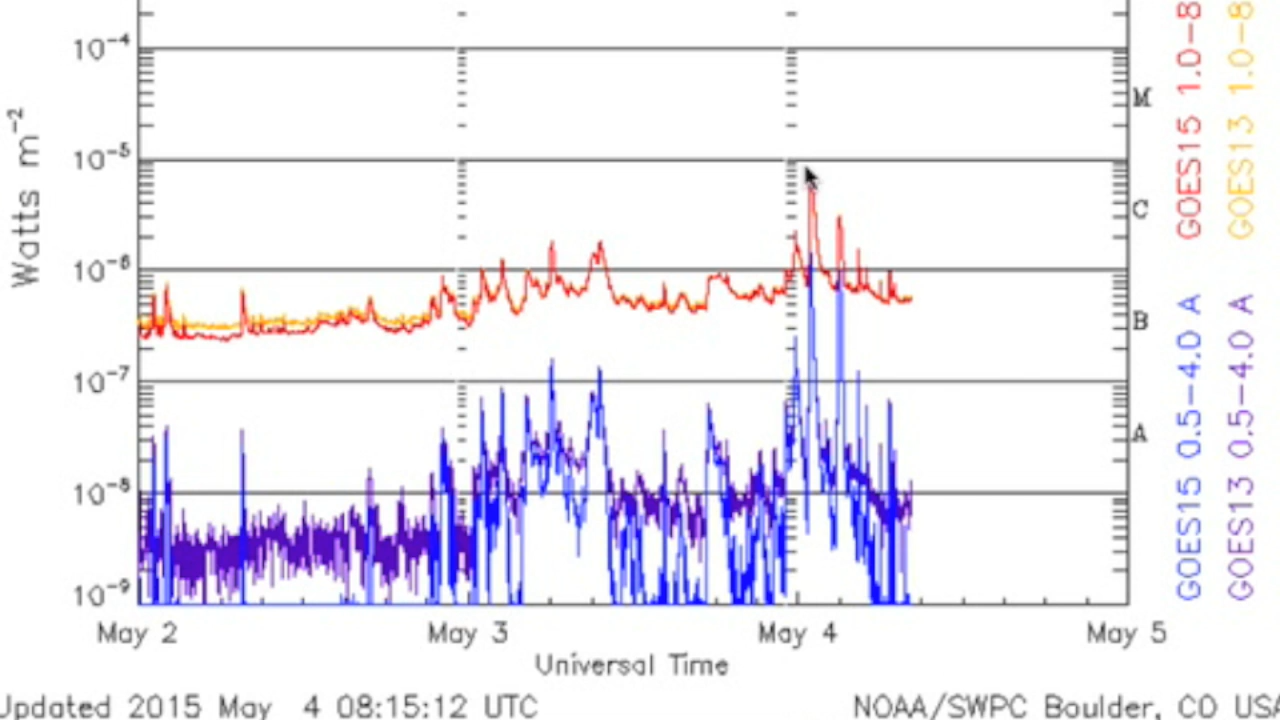 10⁻⁴
10⁻⁵
10⁻⁶
10⁻⁷
10⁻⁸
10⁻⁹
Watts m⁻²
M
C
B
A
May 2
May 3
May 4
May 5
Universal Time
GOES15 1.0-8
GOES13 1.0-8
GOES15 0.5-4.0 A
GOES13 0.5-4.0 A
Updated 2015 May 4 08:15:12 UTC
NOAA/SWPC Boulder, CO USA